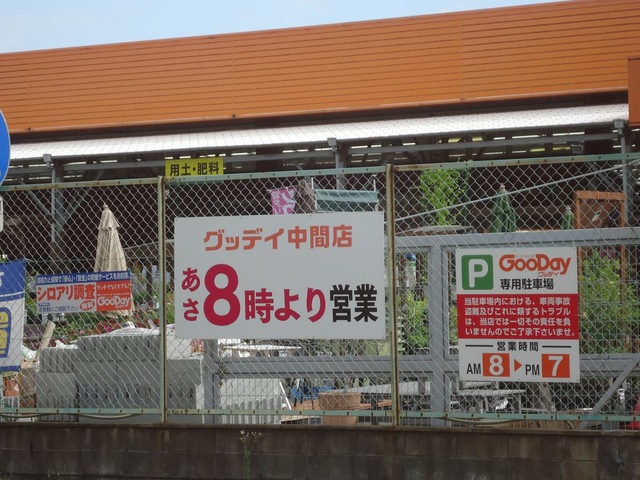 用土・肥料
グッデイ中間店
あさ8時より営業
シロアリ調査
無料
GooDay
P GooDay
グッデイ
専用駐車場
当駐車場内における、車両事故
盗難及びこれに類するトラブル
は、当店では一切その責任を負
いませんのでご了承下さいませ。
営業時間
AM 8 PM 7